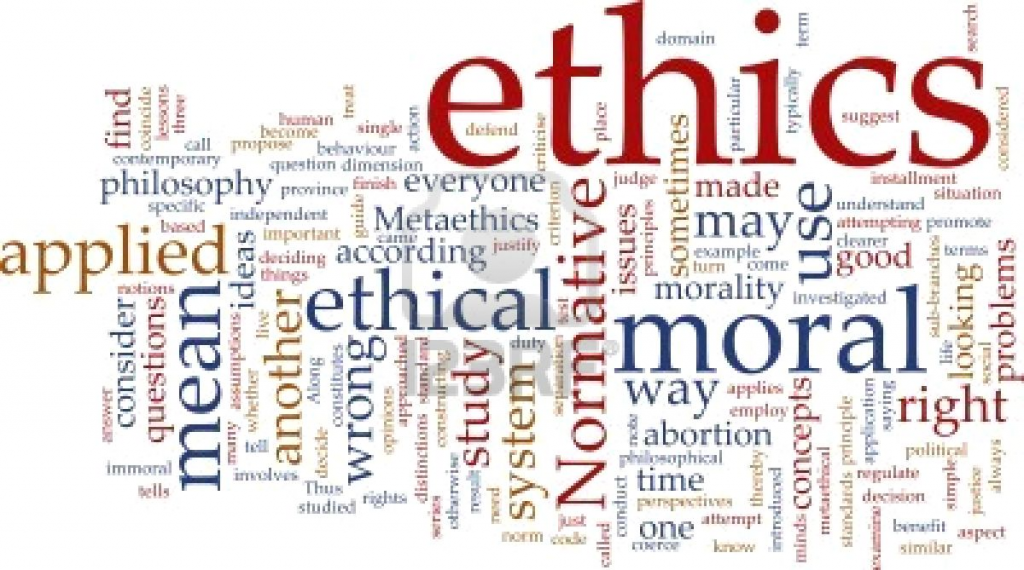 ethics
domain
term
search
find
coincide
lessons
three
call
contemporary
human
become
propose
treat
single
behaviour
action
defend
criticise
place
particular
typically
suggest
considered
question dimension
philosophy
province
finish
everyone
judge
made
installment
situation
specific
based
independent
important
guide
Metaethics
came
according
justify
criterion
Normative
issues
principles
sometimes
may
use
understand
attempting
promote
clearer
good
example
turn
come
terms
applied
notions
mean
ideas
deciding
things
ethical
test
morality
investigated
moral
sub-branches
life
looking
social
problems
consider
questions
assumptions
whether
live
another
Along
constitutes
wrong
opinions
approached
standard
construing
study
duty
system
separation
way
applies
employ
concepts
application
saying
right
answer
many
tell
decide
distinctions
note
abortion
philosophical
principle
political
immoral
tells
involves
Thus
studied
rights
series
otherwise
result
need
norm
just
code
called
conduct
time
perspectives
thereby
introduced
minds
metaethical
standards
regulate
decision
simple
justice
always
one
coerce
attempt
know
examine
benefit
similar
aspect